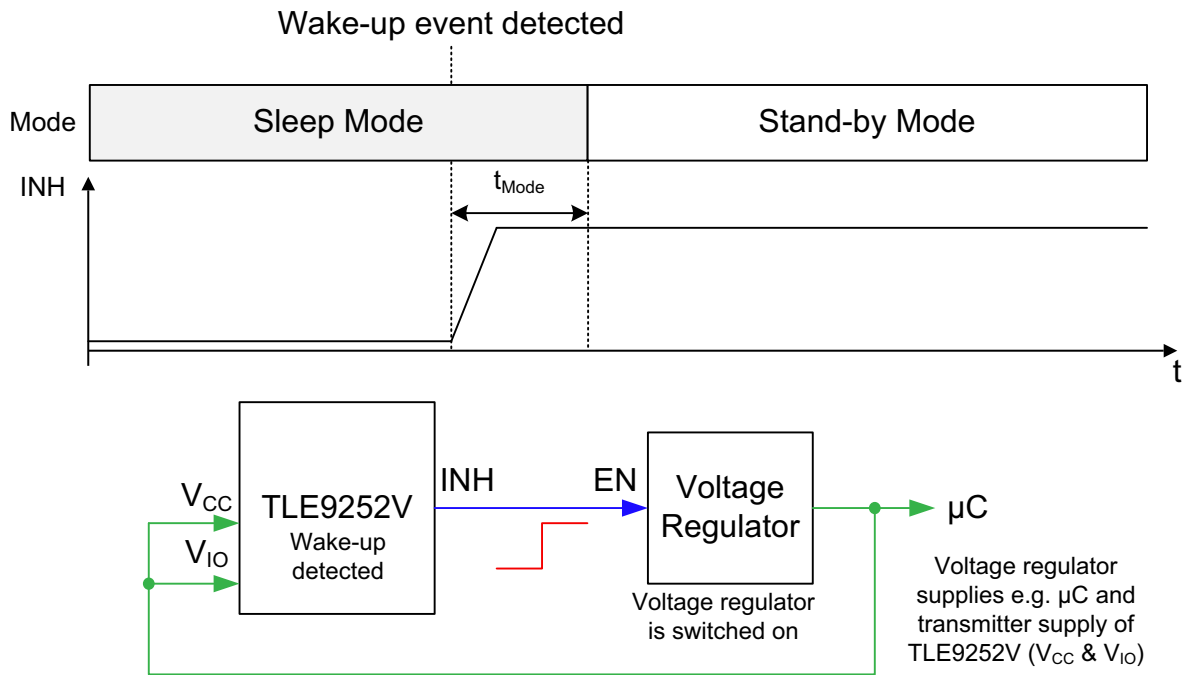 Wake-up event detected
Mode
Sleep Mode
Stand-by Mode
INH
tMode
t
VCC
VIO
TLE9252V
Wake-up
detected
INH
EN
Voltage
Regulator
Voltage regulator
is switched on
µC
Voltage regulator
supplies e.g. µC and
transmitter supply of
TLE9252V (VCC & VIO)